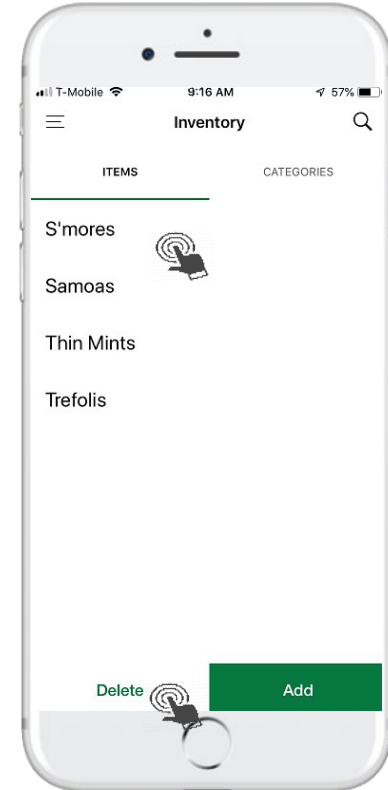 T-Mobile 9:16 AM 57%
Inventory
ITEMS CATEGORIES
S'mores
Samoas
Thin Mints
Trefolis
Delete Add